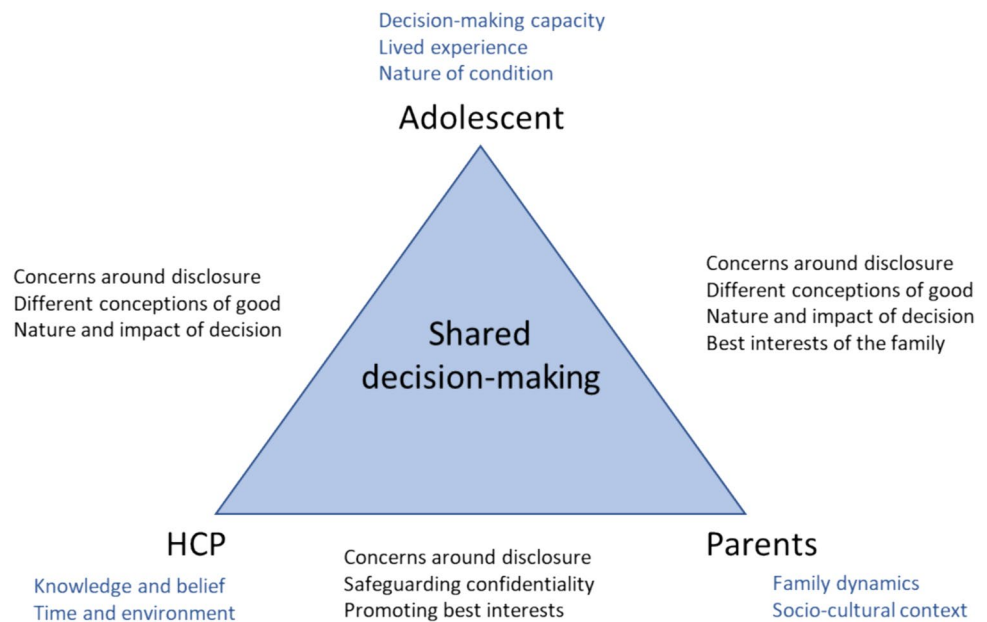 Decision-making capacity
Lived experience
Nature of condition
Adolescent
Concerns around disclosure
Different conceptions of good
Nature and impact of decision
Concerns around disclosure
Different conceptions of good
Nature and impact of decision
Best interests of the family
Shared
decision-making
HCP
Knowledge and belief
Time and environment
Concerns around disclosure
Safeguarding confidentiality
Promoting best interests
Parents
Family dynamics
Socio-cultural context